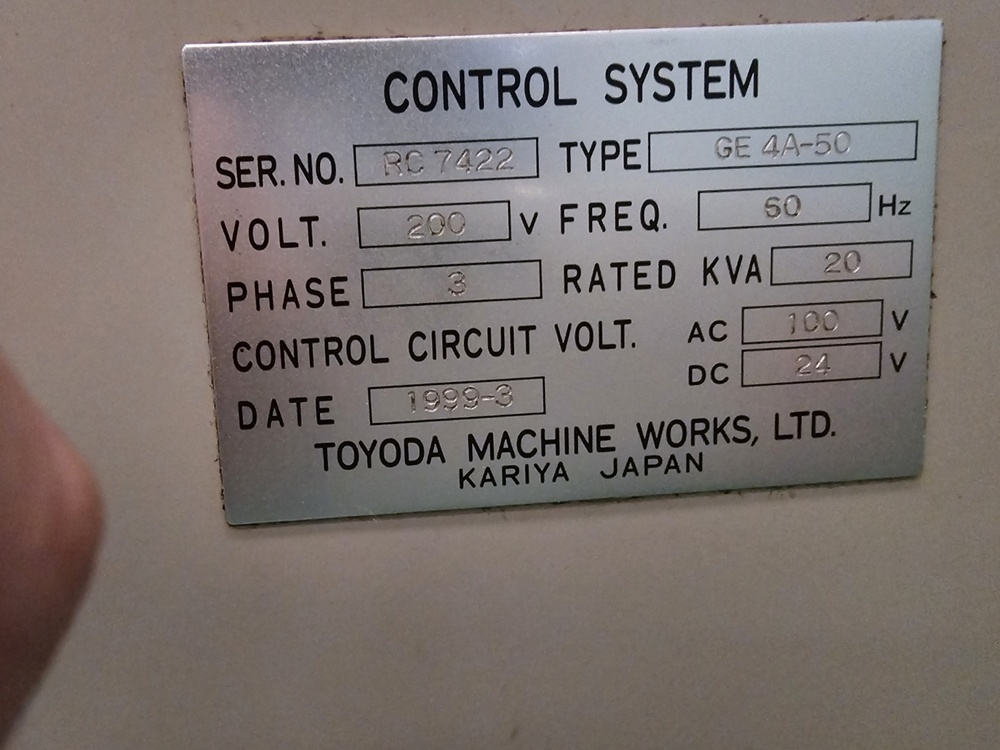 CONTROL SYSTEM
SER. NO. RC 7422 TYPE GE 4A-50
VOLT. 200 V FREQ. 60 Hz
PHASE 3 RATED KVA 20
CONTROL CIRCUIT VOLT. AC 100 V
DC 24 V
DATE 1999-3
TOYODA MACHINE WORKS, LTD.
KARIYA JAPAN